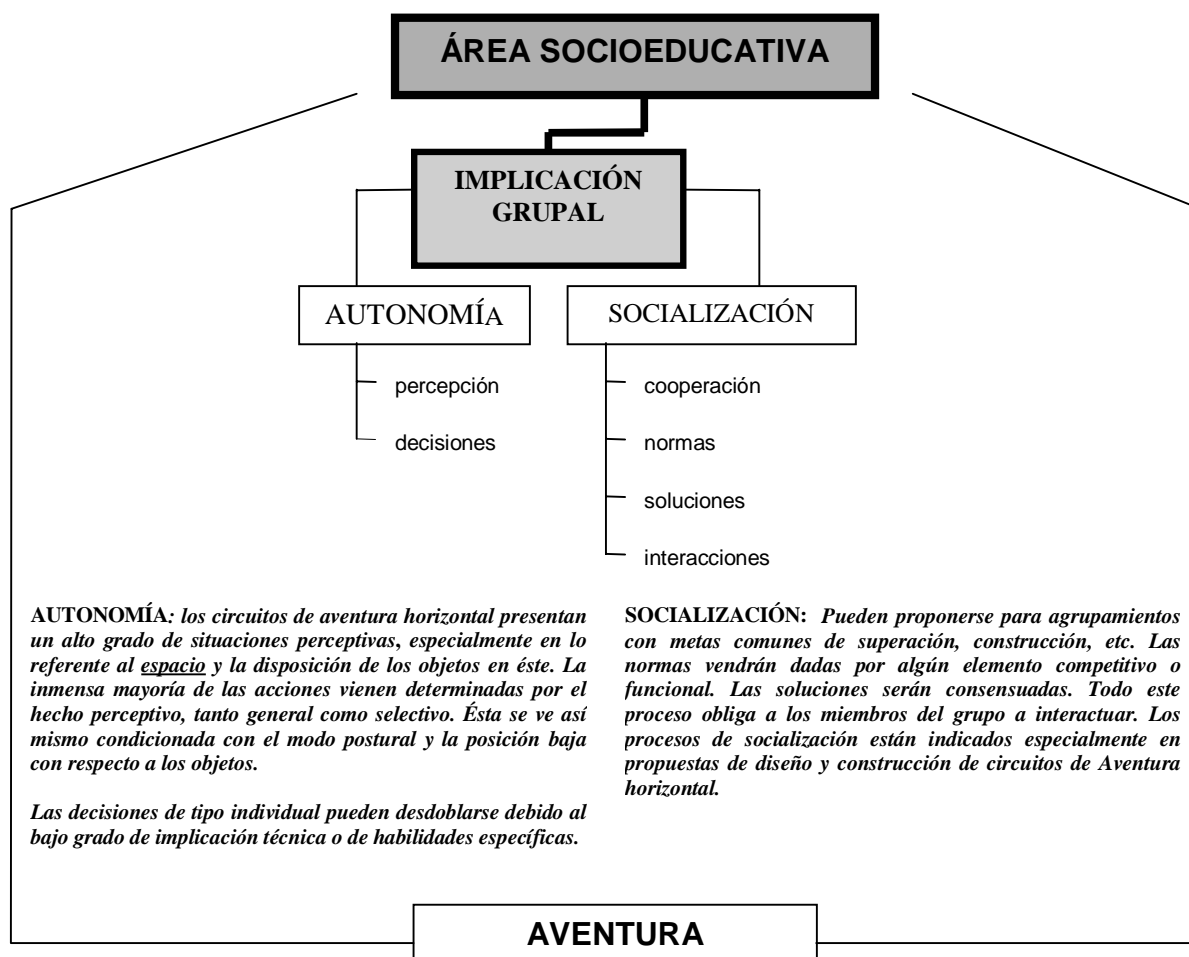 ÁREA SOCIOEDUCATIVA
IMPLICACIÓN
GRUPAL
AUTONOMÍA
percepción
decisiones
SOCIALIZACIÓN
cooperación
normas
soluciones
interacciones
AUTONOMÍA: los circuitos de aventura horizontal presentan
un alto grado de situaciones perceptivas, especialmente en lo
referente al espacio y la disposición de los objetos en éste. La
inmensa mayoría de las acciones vienen determinadas por el
hecho perceptivo, tanto general como selectivo. Ésta se ve así
mismo condicionada con el modo postural y la posición baja
con respecto a los objetos.
Las decisiones de tipo individual pueden desdoblarse debido al
bajo grado de implicación técnica o de habilidades específicas.
SOCIALIZACIÓN: Pueden proponerse para agrupamientos
con metas comunes de superación, construcción, etc. Las
normas vendrán dadas por algún elemento competitivo o
funcional. Las soluciones serán consensuadas. Todo este
proceso obliga a los miembros del grupo a interactuar. Los
procesos de socialización están indicados especialmente en
propuestas de diseño y construcción de circuitos de Aventura
horizontal.
AVENTURA